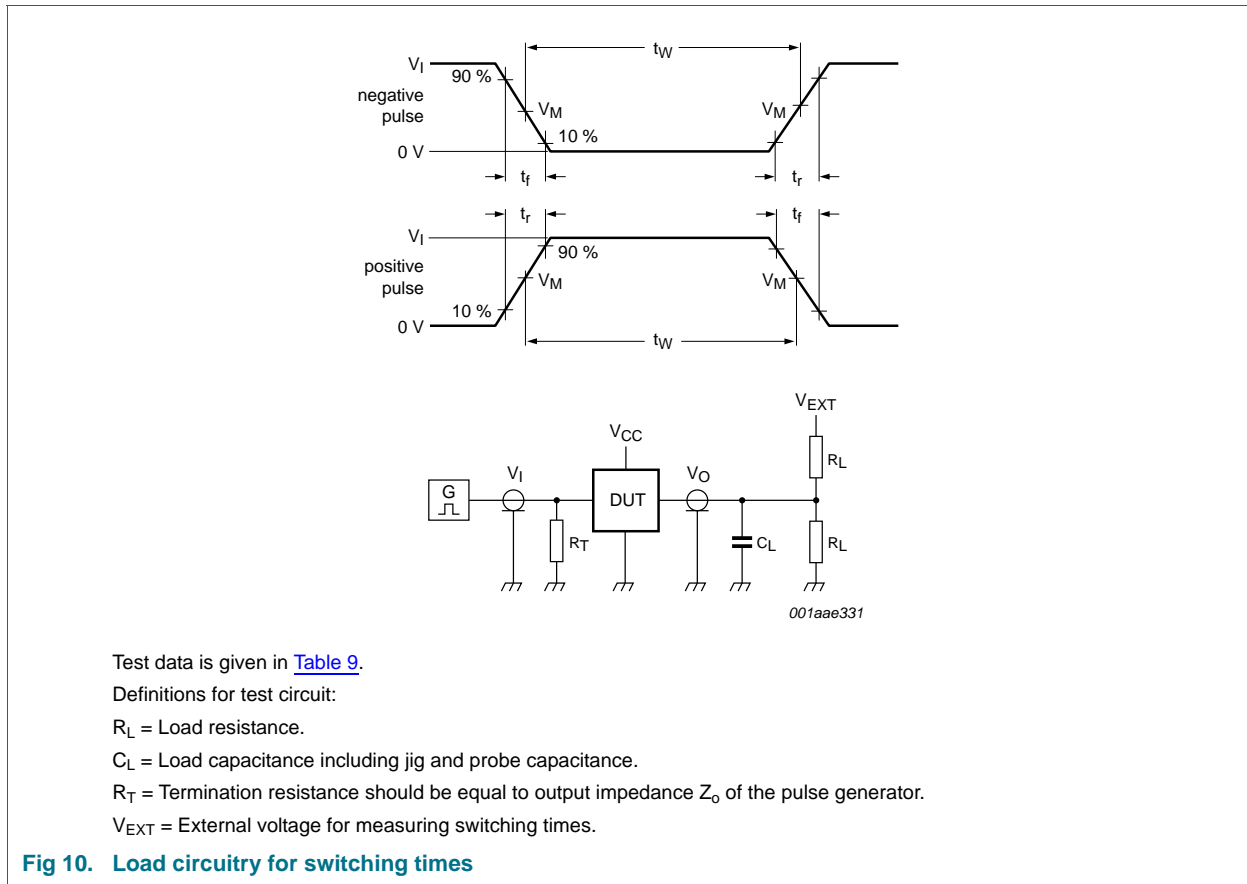 tW
VI
90 %
negative
pulse
VM
VM
10 %
0 V
tf
tr
tr
tf
VI
90 %
positive
pulse
VM
VM
10 %
0 V
tW
VEXT
VCC
RL
VI
VO
G
DUT
RT
CL
RL
001aae331
Test data is given in Table 9.
Definitions for test circuit:
RL = Load resistance.
CL = Load capacitance including jig and probe capacitance.
RT = Termination resistance should be equal to output impedance Zo of the pulse generator.
VEXT = External voltage for measuring switching times.
Fig 10. Load circuitry for switching times